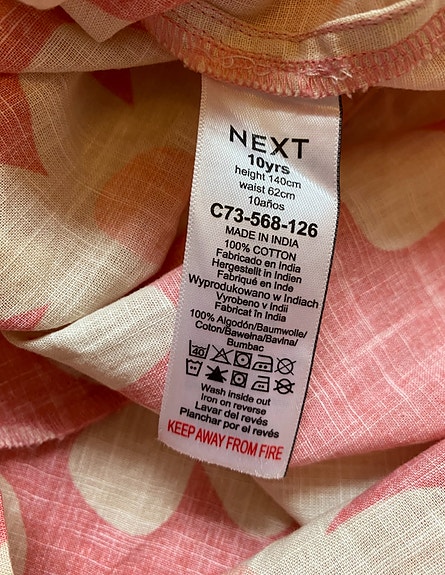 NEXT
10yrs
height 140cm
waist 62cm
10años
C73-568-126
MADE IN INDIA
100% COTTON
Fabricado en India
Hergestellt in Indien
Fabriqué en Inde
Wyprodukowano w Indiach
Vyrobeno v Indii
Fabricat în India
100% Algodón/Baumwolle/
Coton/Bawełna/Bavlna/
Bumbac
40
Wash inside out
Iron on reverse
Lavar del revés
Planchar por el revés
KEEP AWAY FROM FIRE